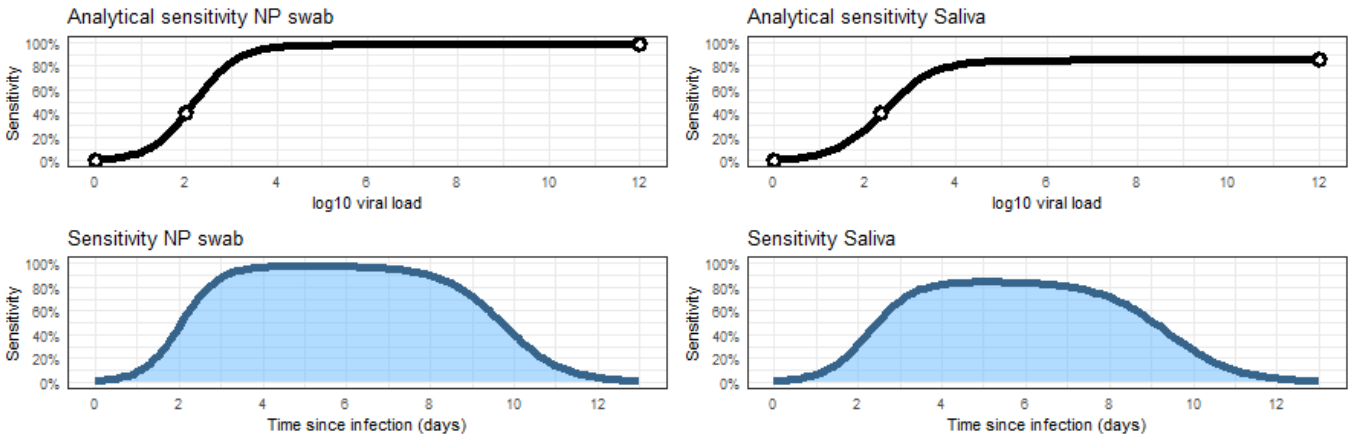 Analytical sensitivity NP swab
Sensitivity
100%
80%
60%
40%
20%
0%
0 2 4 6 8 10 12
log10 viral load
Analytical sensitivity Saliva
Sensitivity
100%
80%
60%
40%
20%
0%
0 2 4 6 8 10 12
log10 viral load
Sensitivity NP swab
Sensitivity
100%
80%
60%
40%
20%
0%
0 2 4 6 8 10 12
Time since infection (days)
Sensitivity Saliva
Sensitivity
100%
80%
60%
40%
20%
0%
0 2 4 6 8 10 12
Time since infection (days)